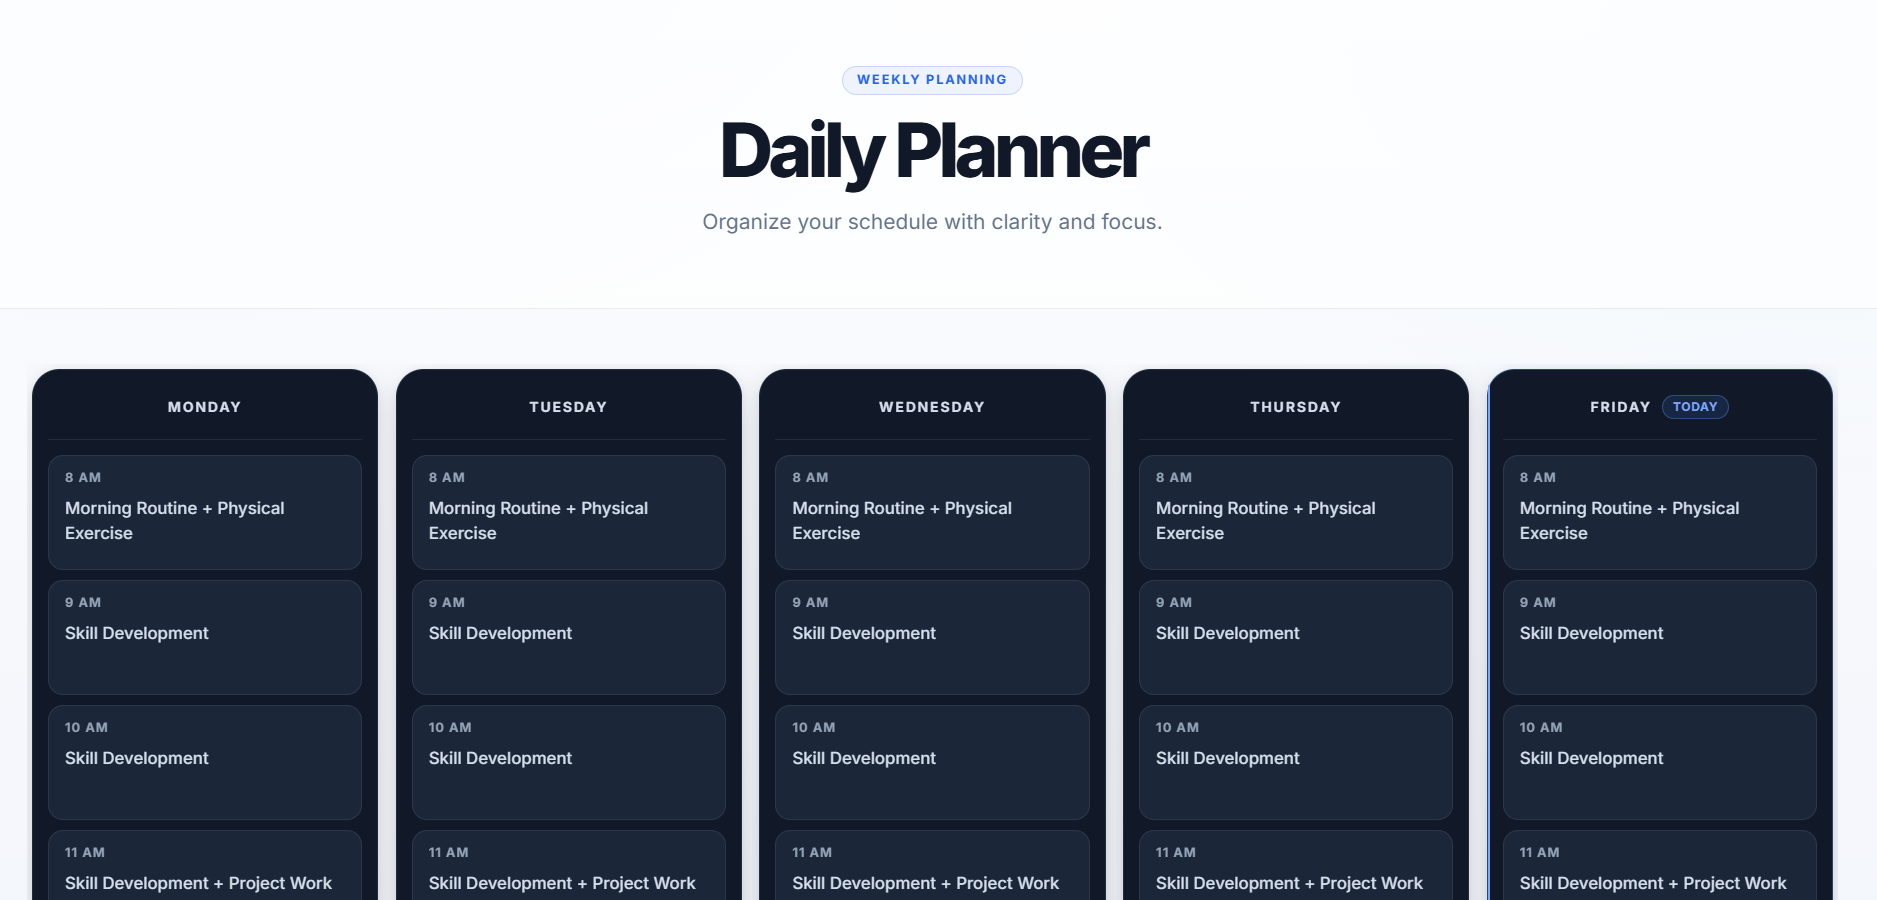 WEEKLY PLANNING
Daily Planner
Organize your schedule with clarity and focus.
MONDAY
8 AM
Morning Routine + Physical
Exercise
9 AM
Skill Development
10 AM
Skill Development
11 AM
Skill Development + Project Work
TUESDAY
8 AM
Morning Routine + Physical
Exercise
9 AM
Skill Development
10 AM
Skill Development
11 AM
Skill Development + Project Work
WEDNESDAY
8 AM
Morning Routine + Physical
Exercise
9 AM
Skill Development
10 AM
Skill Development
11 AM
Skill Development + Project Work
THURSDAY
8 AM
Morning Routine + Physical
Exercise
9 AM
Skill Development
10 AM
Skill Development
11 AM
Skill Development + Project Work
FRIDAY TODAY
8 AM
Morning Routine + Physical
Exercise
9 AM
Skill Development
10 AM
Skill Development
11 AM
Skill Development + Project Work